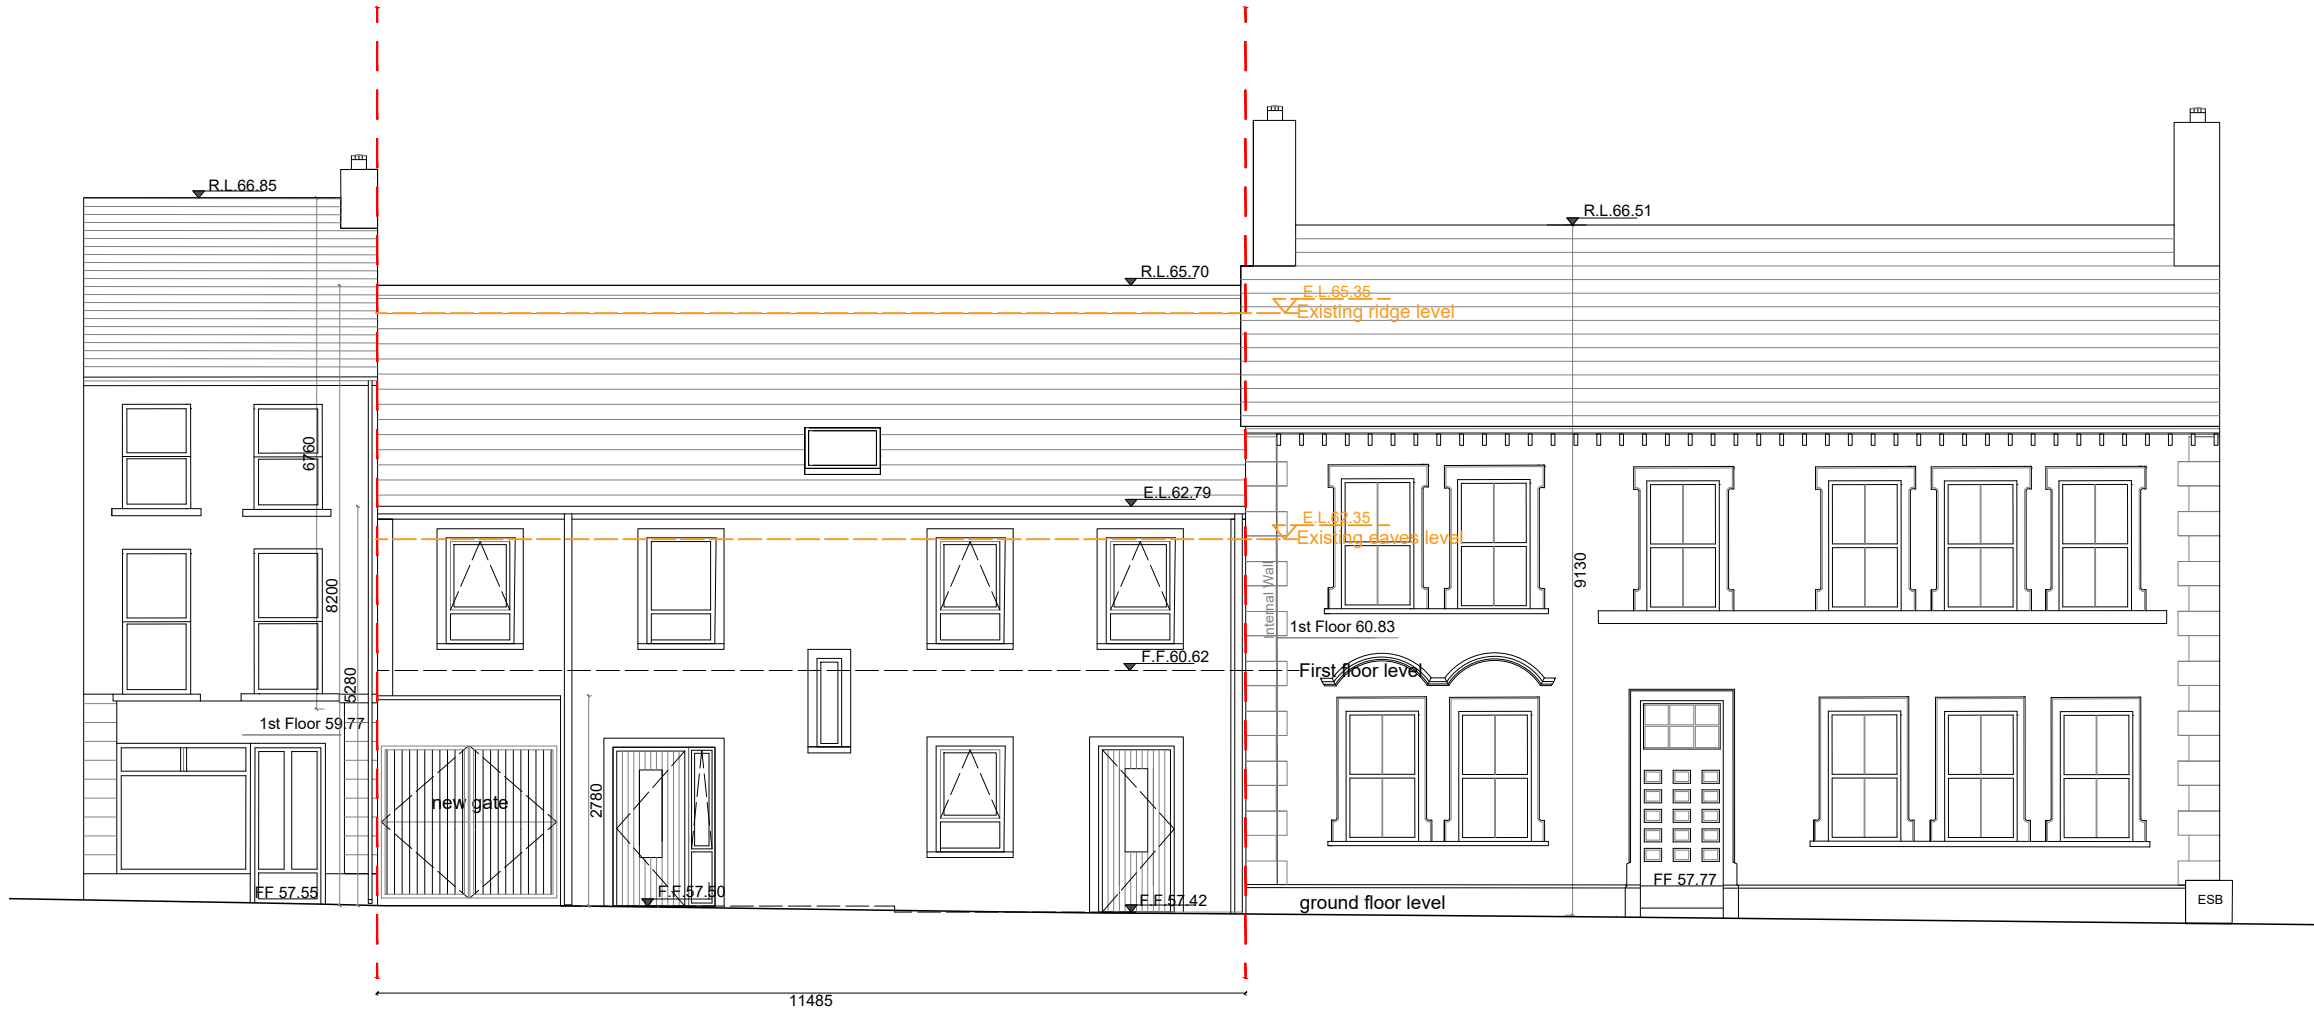 R.L.66.85
R.L.66.51
R.L.65.70
E.L.65.35
Existing ridge level
6760
E.L.62.79
E.L.62.35
Existing eaves level
8200
9130
Internal Wall
1st Floor 60.83
F.F.60.62
First floor level
5280
1st Floor 59.77
new gate
2780
FF 57.55
F.F.57.50
F.F.57.42
FF 57.77
ground floor level
ESB
11485